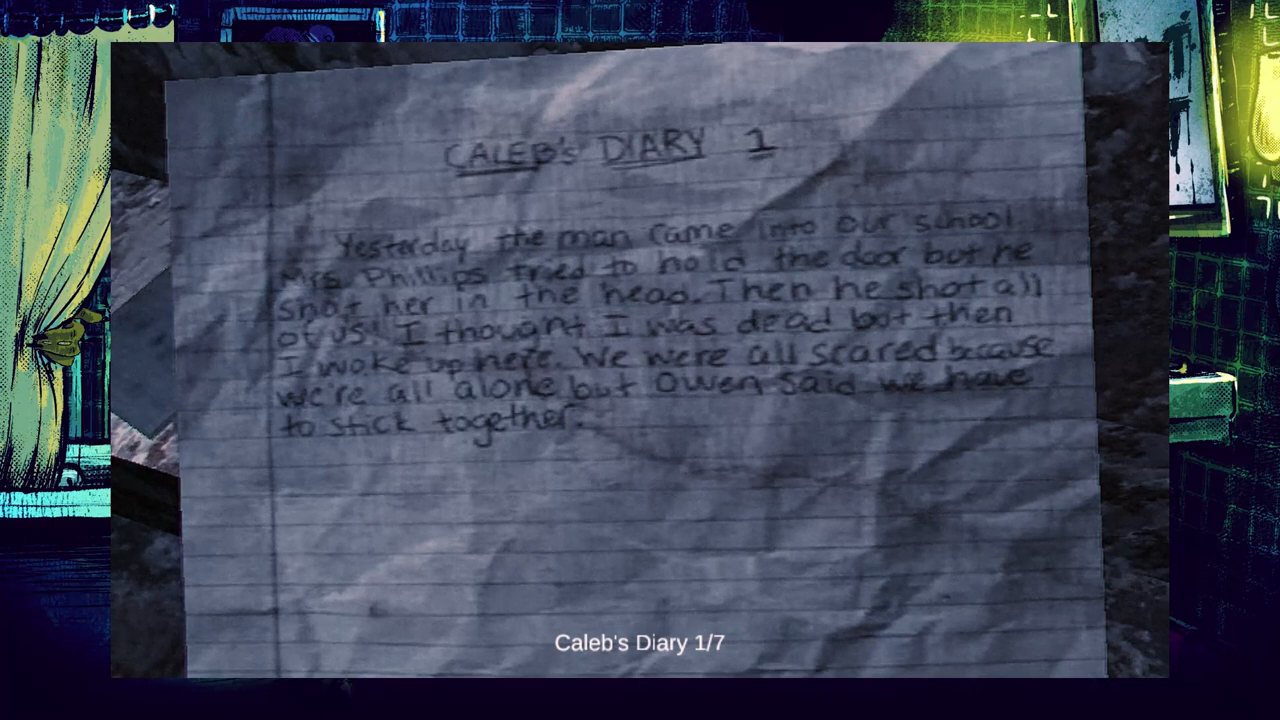 CALEB's DIARY 1
Yesterday the man came into our school
Mrs. Phillips tried to hold the door but he
shot her in the head. Then he shot all
of us! I thought I was dead but then
I woke up here. We were all scared because
we're all alone but Owen said we have
to stick together.
Caleb's Diary 1/7